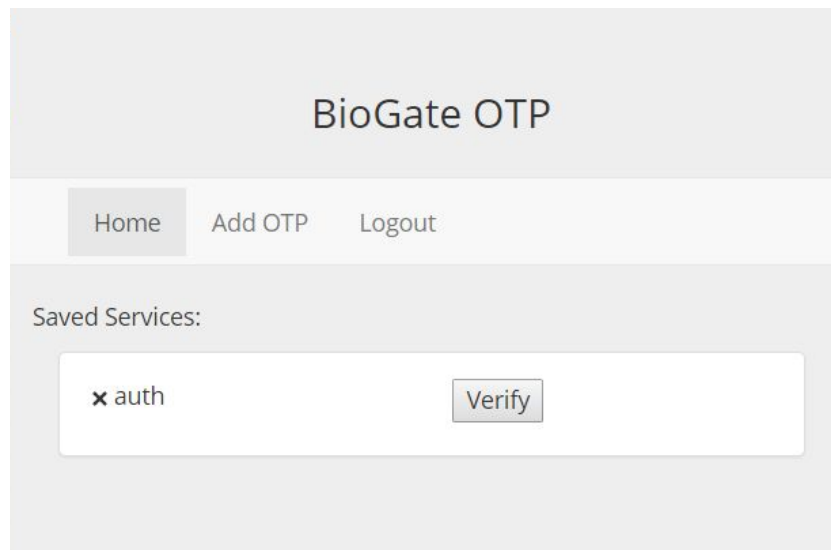 BioGate OTP
Home Add OTP Logout
Saved Services:
× auth Verify